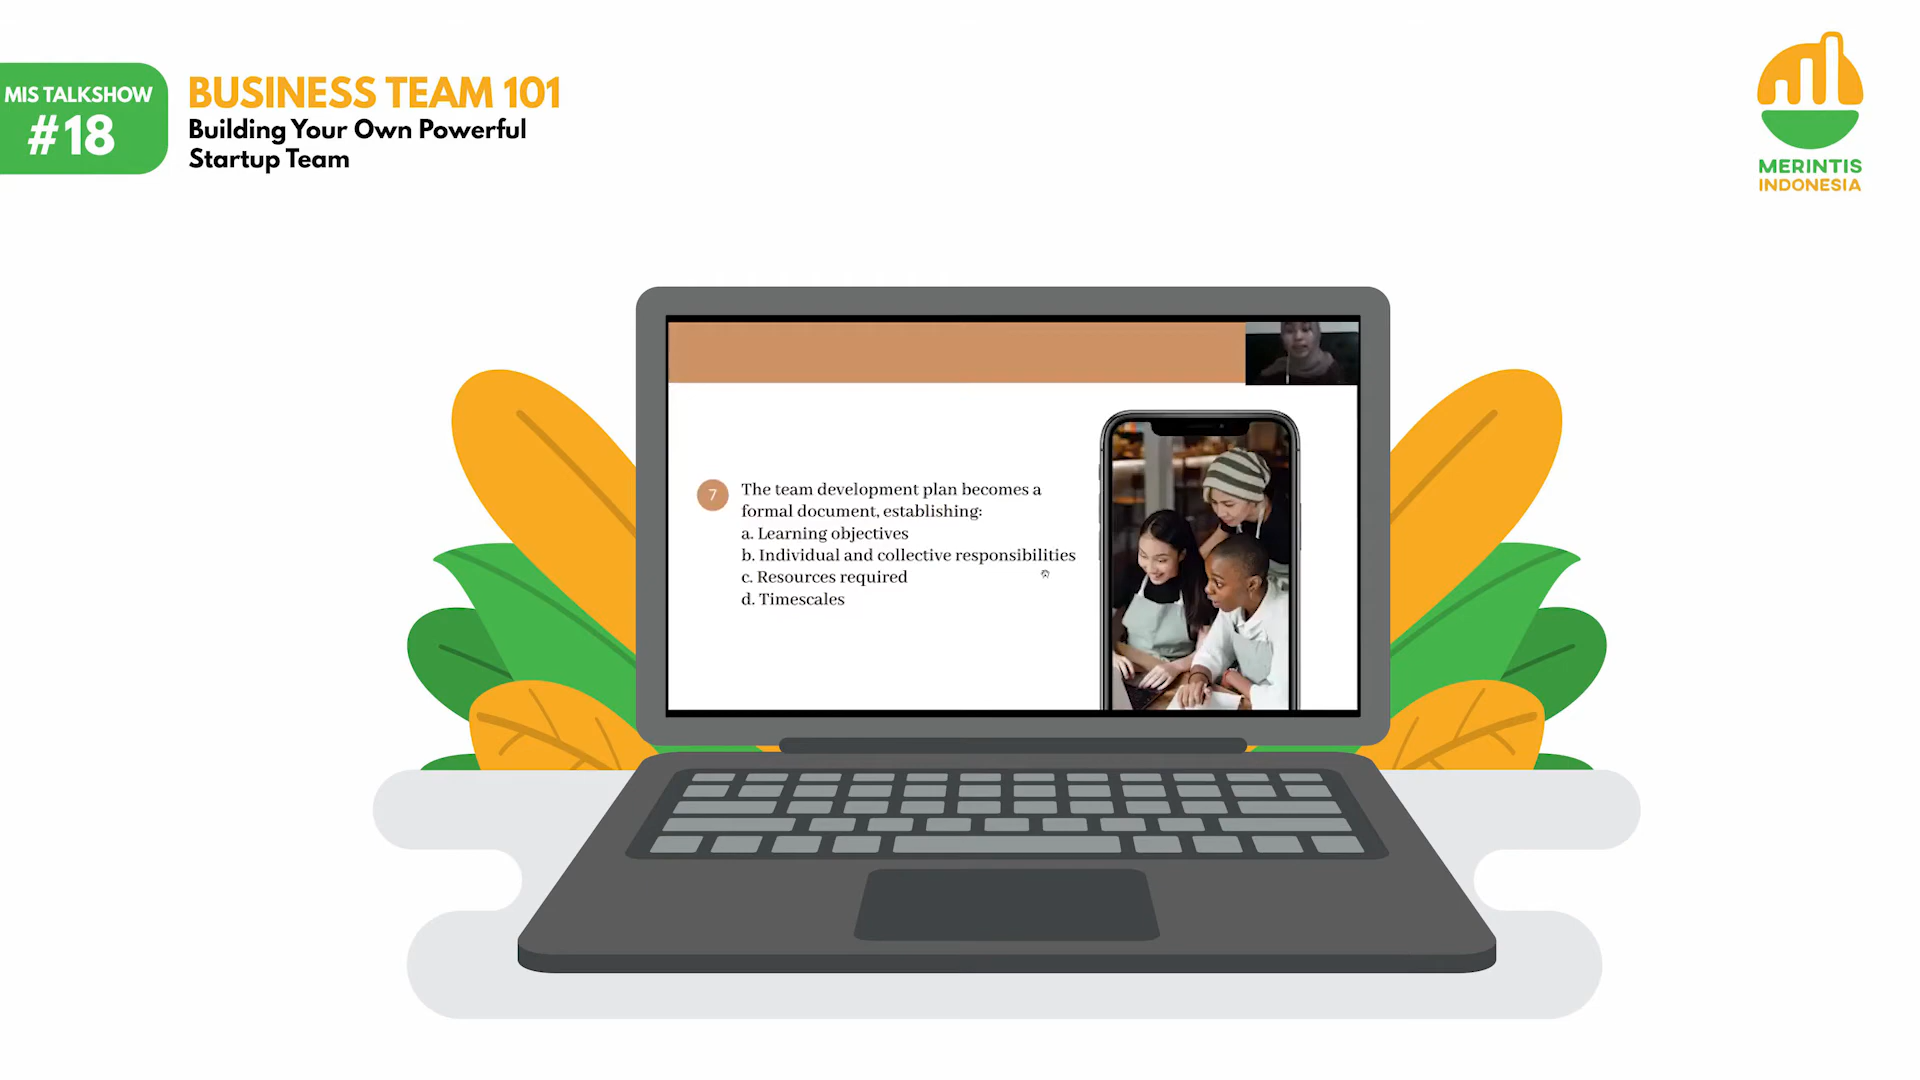 MIS TALKSHOW
#18
BUSINESS TEAM 101
Building Your Own Powerful
Startup Team
MERINTIS
INDONESIA
7
The team development plan becomes a
formal document, establishing:
a. Learning objectives
b. Individual and collective responsibilities
c. Resources required
d. Timescales